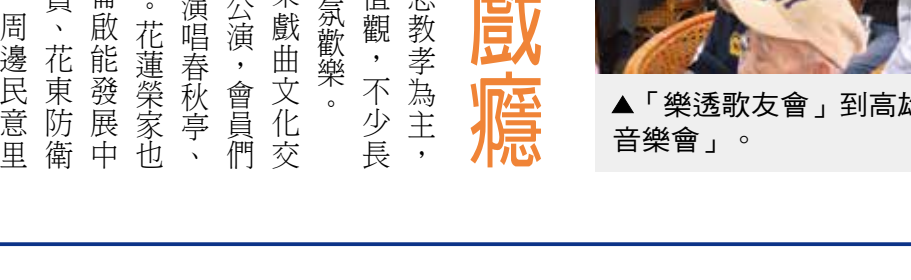 戲癮
教孝為主，
值觀，不少長
氛歡樂。
戲曲文化交
公演，會員們
演唱春秋亭、
。花蓮榮家也
啟能發展中
、花東防衛
周邊民意里
▲「樂透歌友會」到高雄
音樂會」。